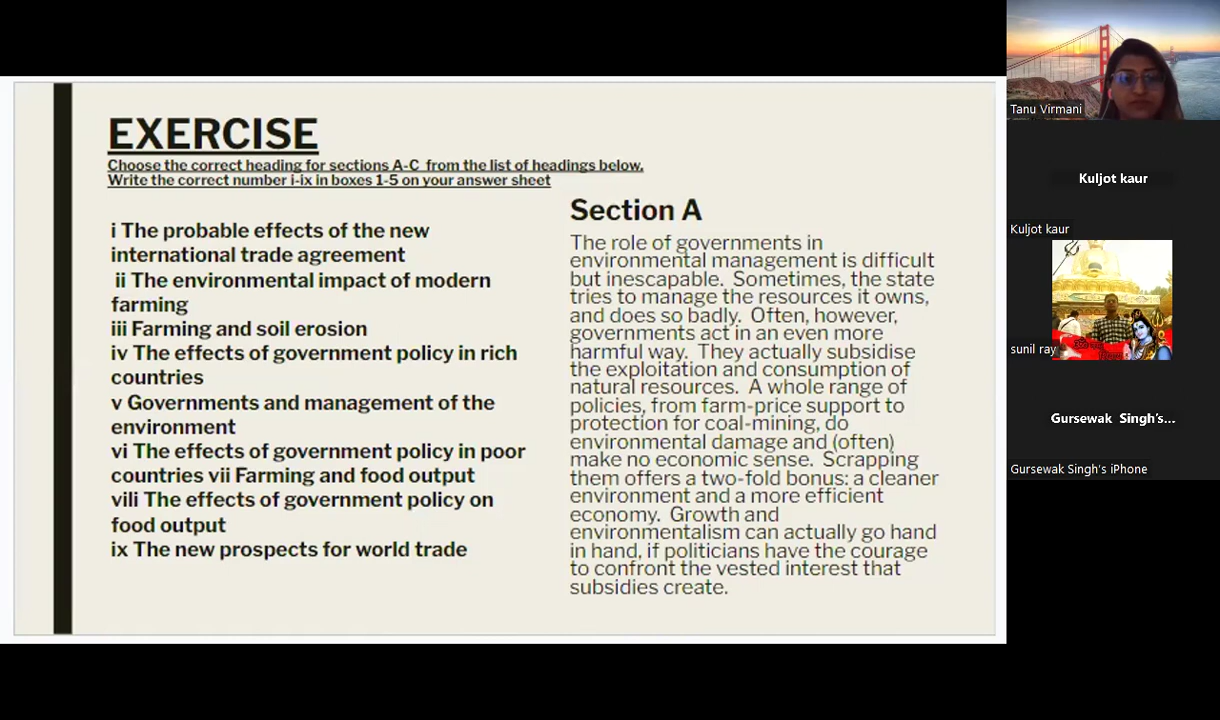 EXERCISE
Choose the correct heading for sections A-C from the list of headings below.
Write the correct number i-ix in boxes 1-5 on your answer sheet
i The probable effects of the new
international trade agreement
ii The environmental impact of modern
farming
iii Farming and soil erosion
iv The effects of government policy in rich
countries
v Governments and management of the
environment
vi The effects of government policy in poor
countries vii Farming and food output
viii The effects of government policy on
food output
ix The new prospects for world trade
Section A
The role of governments in
environmental management is difficult
but inescapable. Sometimes, the state
tries to manage the resources it owns,
and does so badly. Often, however,
governments act in an even more
harmful way. They actually subsidise
the exploitation and consumption of
natural resources. A whole range of
policies, from farm-price support to
protection for coal-mining, do
environmental damage and (often)
make no economic sense. Scrapping
them offers a two-fold bonus: a cleaner
environment and a more efficient
economy. Growth and
environmentalism can actually go hand
in hand, if politicians have the courage
to confront the vested interest that
subsidies create.
Tanu Virmani
Kuljot kaur
Kuljot kaur
sunil ray
Gursewak Singh's...
Gursewak Singh's iPhone